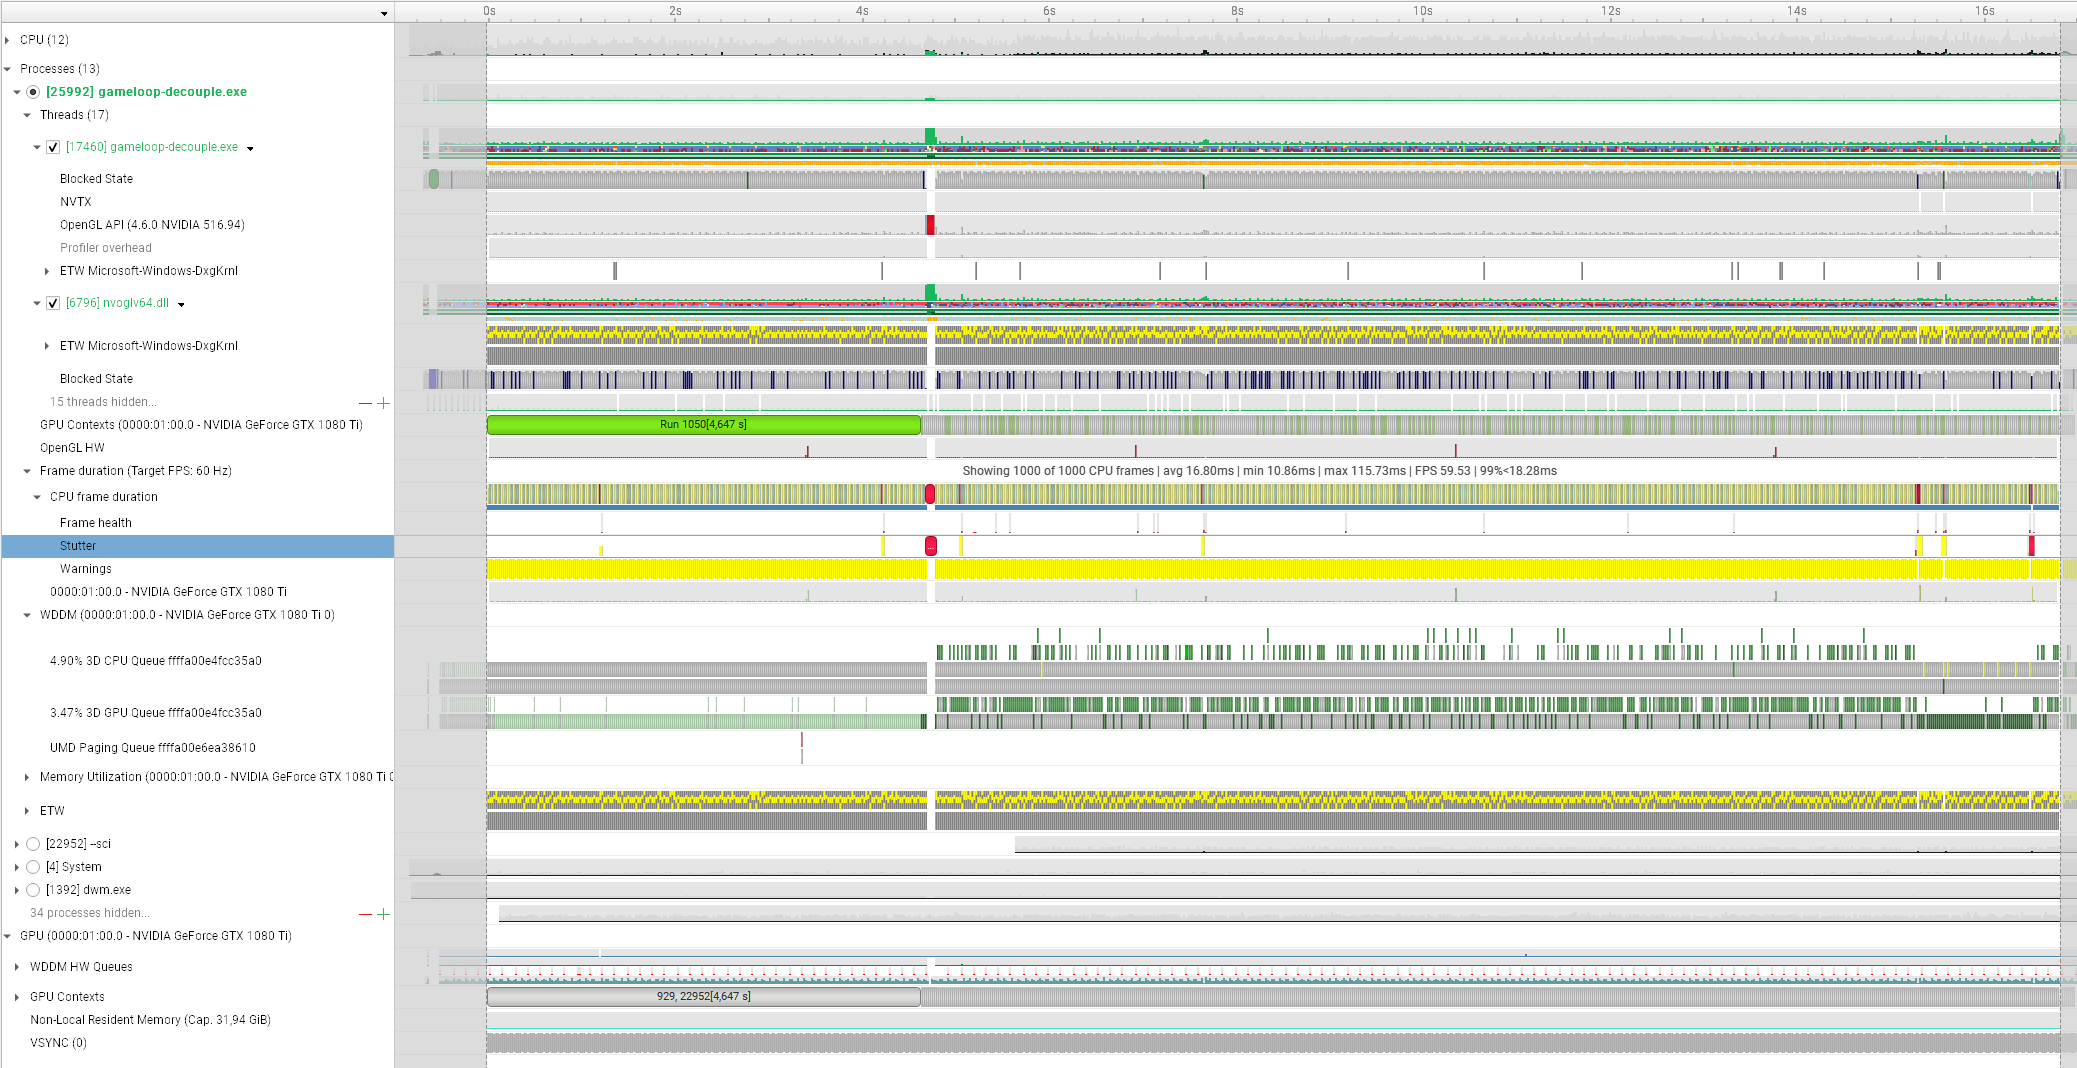 0s 2s 4s 6s 8s 10s 12s 14s 16s
CPU (12)
Processes (13)
[25992] gameloop-decouple.exe
Threads (17)
[17460] gameloop-decouple.exe
Blocked State
NVTX
OpenGL API (4.6.0 NVIDIA 516.94)
Profiler overhead
ETW Microsoft-Windows-DxgKrnl
[6796] nvoglv64.dll
ETW Microsoft-Windows-DxgKrnl
Blocked State
15 threads hidden...
GPU Contexts (0000:01:00.0 - NVIDIA GeForce GTX 1080 Ti)
Run 1050[4,647 s]
OpenGL HW
Frame duration (Target FPS: 60 Hz)
Showing 1000 of 1000 CPU frames | avg 16.80ms | min 10.86ms | max 115.73ms | FPS 59.53 | 99%<18.28ms
CPU frame duration
Frame health
Stutter
...
Warnings
0000:01:00.0 - NVIDIA GeForce GTX 1080 Ti
WDDM (0000:01:00.0 - NVIDIA GeForce GTX 1080 Ti 0)
4.90% 3D CPU Queue ffffa00e4fcc35a0
3.47% 3D GPU Queue ffffa00e4fcc35a0
UMD Paging Queue ffffa00e6ea38610
Memory Utilization (0000:01:00.0 - NVIDIA GeForce GTX 1080 Ti 0
ETW
[22952] --sci
[4] System
[1392] dwm.exe
34 processes hidden...
GPU (0000:01:00.0 - NVIDIA GeForce GTX 1080 Ti)
WDDM HW Queues
GPU Contexts
929, 22952[4,647 s]
Non-Local Resident Memory (Cap. 31,94 GiB)
VSYNC (0)